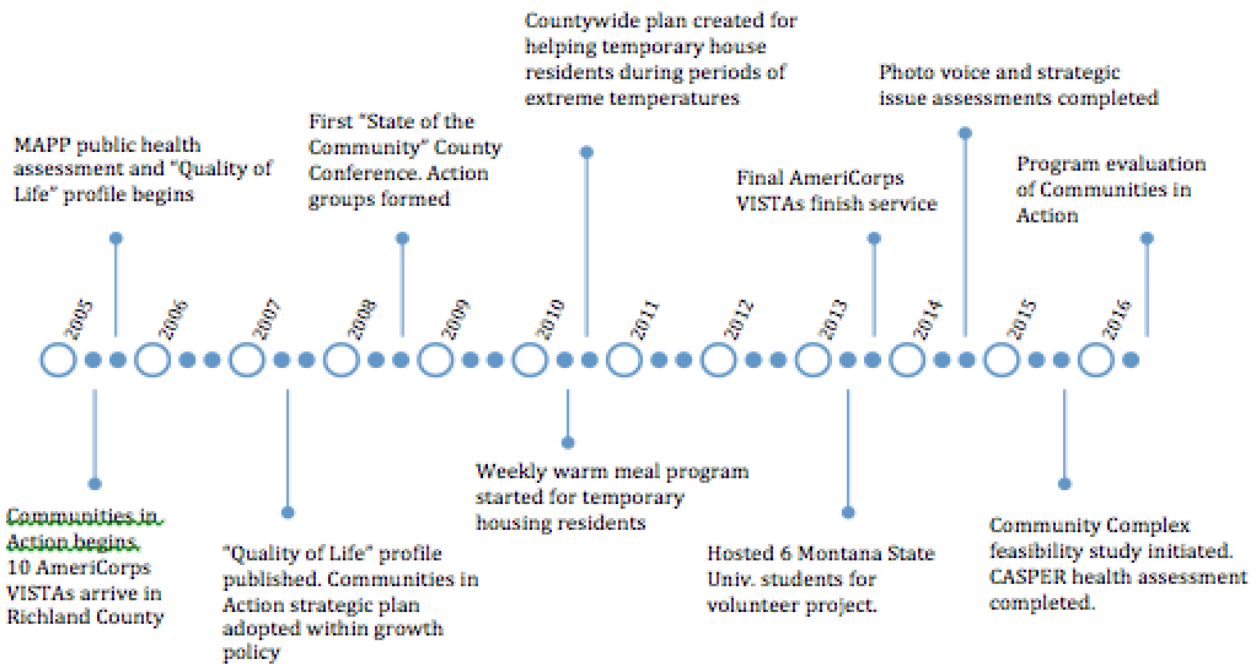 Countywide plan created for
helping temporary house
residents during periods of
extreme temperatures
Photo voice and strategic
issue assessments completed
First "State of the
Community" County
Conference. Action
groups formed
MAPP public health
assessment and "Quality of
Life" profile begins
Final AmeriCorps
VISTAs finish service
Program evaluation
of Communities in
Action
2005
2006
2007
2008
2009
2010
2011
2012
2013
2014
2015
2016
Communities in
Action begins.
10 AmeriCorps
VISTAs arrive in
Richland County
"Quality of Life" profile
published. Communities in
Action strategic plan
adopted within growth
policy
Weekly warm meal program
started for temporary
housing residents
Hosted 6 Montana State
Univ. students for
volunteer project.
Community Complex
feasibility study initiated.
CASPER health assessment
completed.